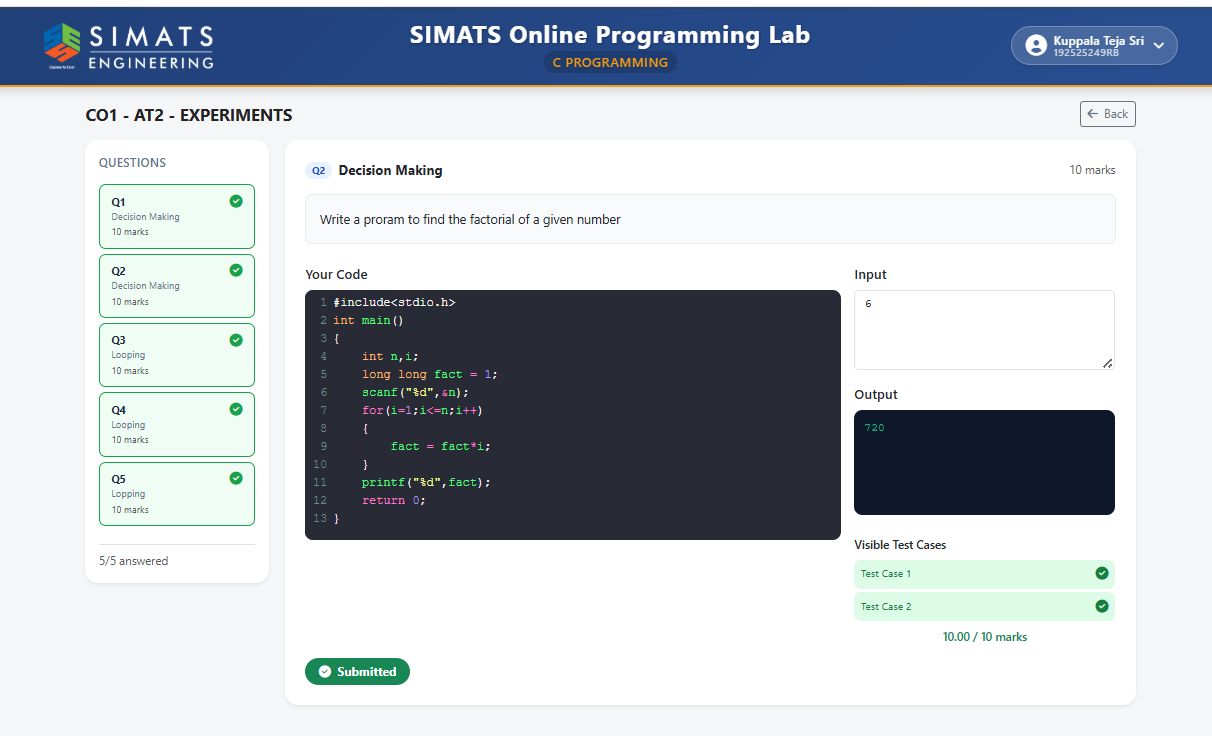 SIMATS
ENGINEERING
Engineer to Excel
SIMATS Online Programming Lab
C PROGRAMMING
Kuppala Teja Sri
192525249RB
CO1 - AT2 - EXPERIMENTS
← Back
QUESTIONS
Q1
Decision Making
10 marks
Q2
Decision Making
10 marks
Q3
Looping
10 marks
Q4
Looping
10 marks
Q5
Lopping
10 marks
5/5 answered
Q2 Decision Making
10 marks
Write a proram to find the factorial of a given number
Your Code
1 #include<stdio.h>
2 int main()
3 {
4     int n,i;
5     long long fact = 1;
6     scanf("%d",&n);
7     for(i=1;i<=n;i++)
8     {
9         fact = fact*i;
10     }
11     printf("%d",fact);
12     return 0;
13 }
Input
6
Output
720
Visible Test Cases
Test Case 1
Test Case 2
10.00 / 10 marks
Submitted